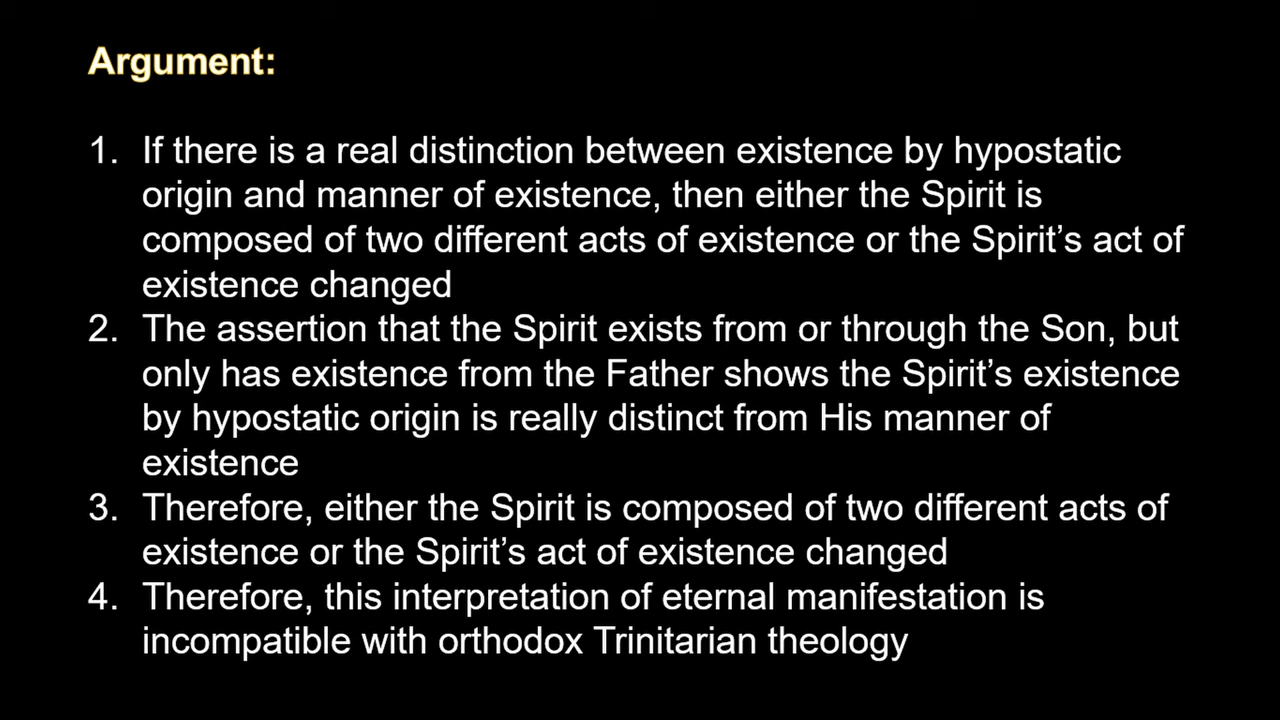 Argument:
1. If there is a real distinction between existence by hypostatic
origin and manner of existence, then either the Spirit is
composed of two different acts of existence or the Spirit's act of
existence changed
2. The assertion that the Spirit exists from or through the Son, but
only has existence from the Father shows the Spirit's existence
by hypostatic origin is really distinct from His manner of
existence
3. Therefore, either the Spirit is composed of two different acts of
existence or the Spirit's act of existence changed
4. Therefore, this interpretation of eternal manifestation is
incompatible with orthodox Trinitarian theology